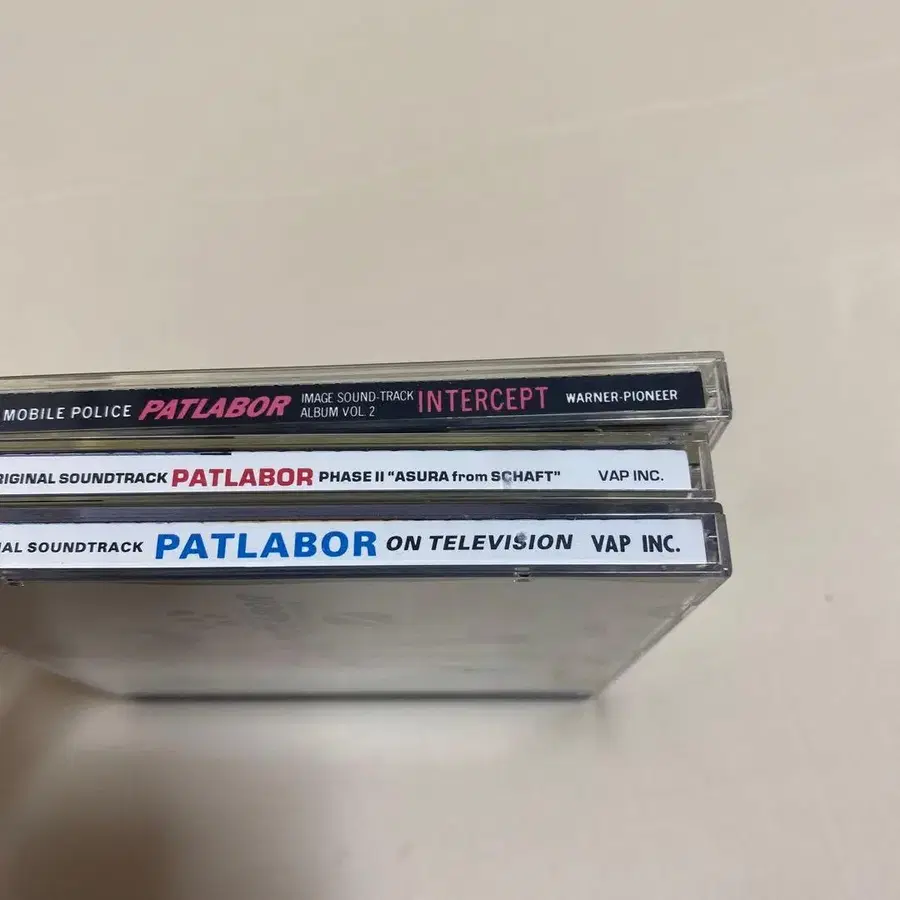 MOBILE POLICE PATLABOR IMAGE SOUND-TRACK ALBUM VOL. 2 INTERCEPT WARNER-PIONEER
RIGINAL SOUNDTRACK PATLABOR PHASE II "ASURA from SCHAFT" VAP INC.
NAL SOUNDTRACK PATLABOR ON TELEVISION VAP INC.